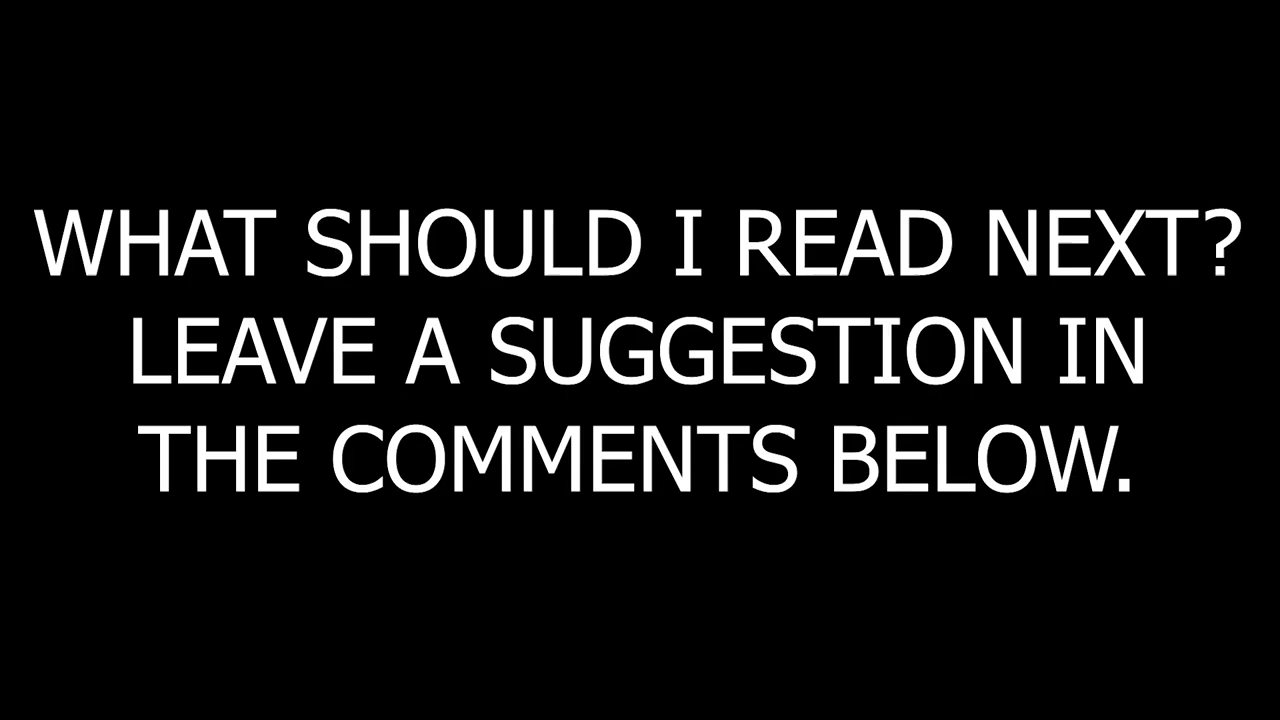 WHAT SHOULD I READ NEXT?
LEAVE A SUGGESTION IN
THE COMMENTS BELOW.